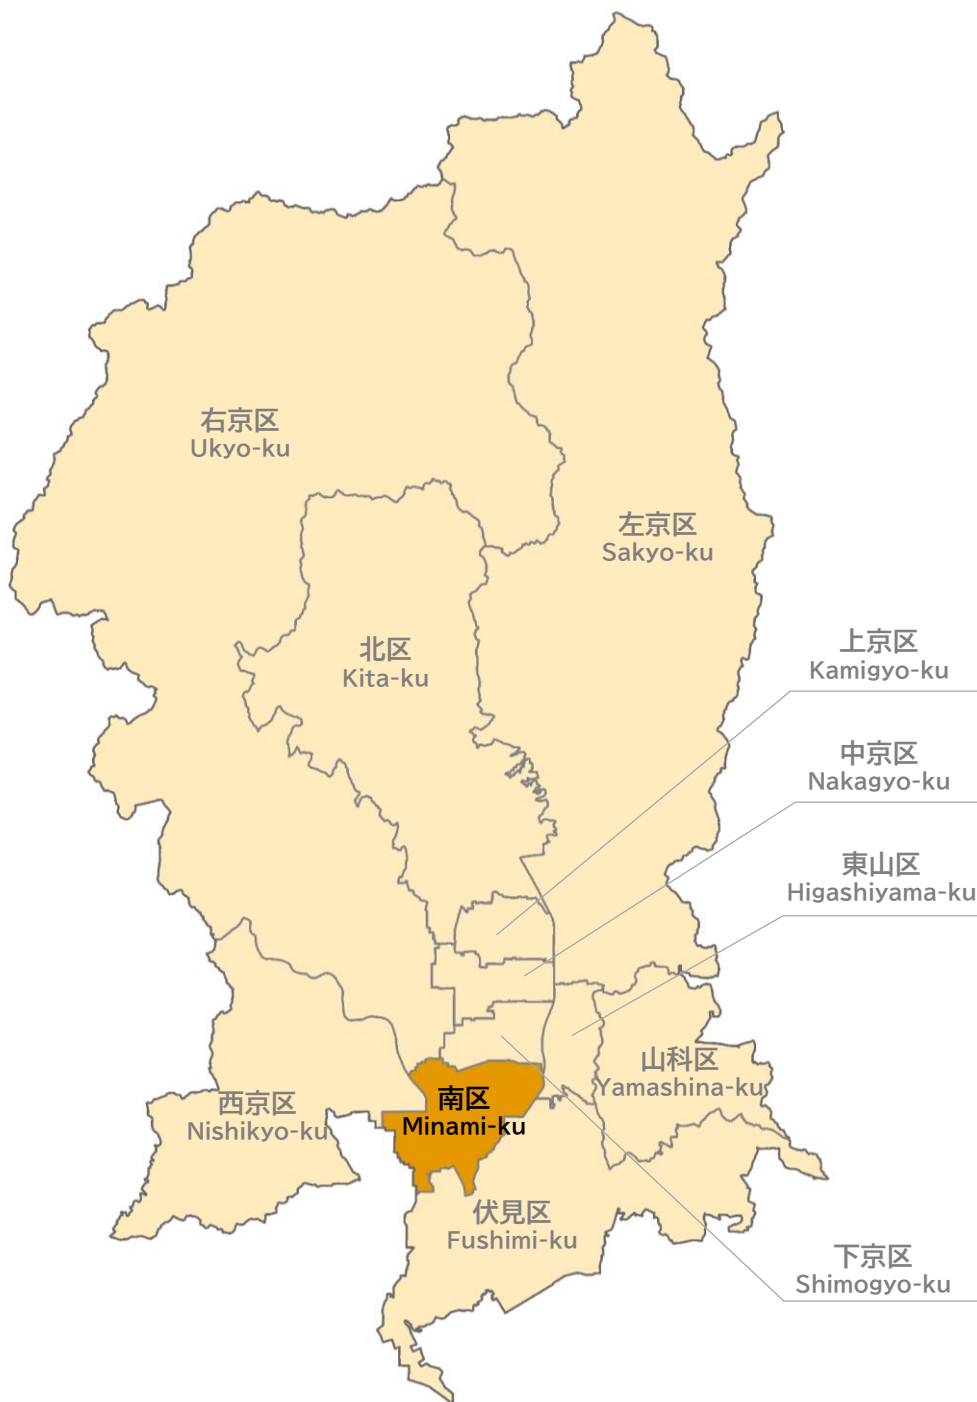 右京区
Ukyo-ku
左京区
Sakyo-ku
北区
Kita-ku
上京区
Kamigyo-ku
中京区
Nakagyo-ku
東山区
Higashiyama-ku
山科区
Yamashina-ku
南区
Minami-ku
西京区
Nishikyo-ku
伏見区
Fushimi-ku
下京区
Shimogyo-ku